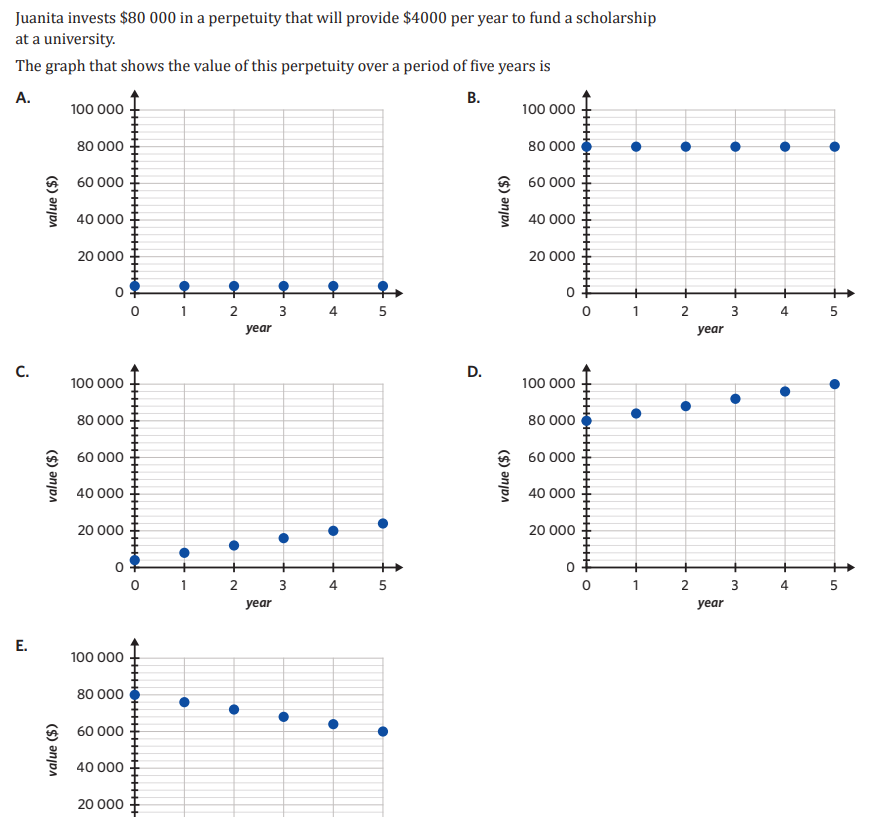 Juanita invests $80 000 in a perpetuity that will provide $4000 per year to fund a scholarship
at a university.
The graph that shows the value of this perpetuity over a period of five years is
A.
100 000
80 000
60 000
40 000
20 000
0
value ($)
0 1 2 3 4 5
year
B.
100 000
80 000
60 000
40 000
20 000
0
value ($)
0 1 2 3 4 5
year
C.
100 000
80 000
60 000
40 000
20 000
0
value ($)
0 1 2 3 4 5
year
D.
100 000
80 000
60 000
40 000
20 000
0
value ($)
0 1 2 3 4 5
year
E.
100 000
80 000
60 000
40 000
20 000
value ($)